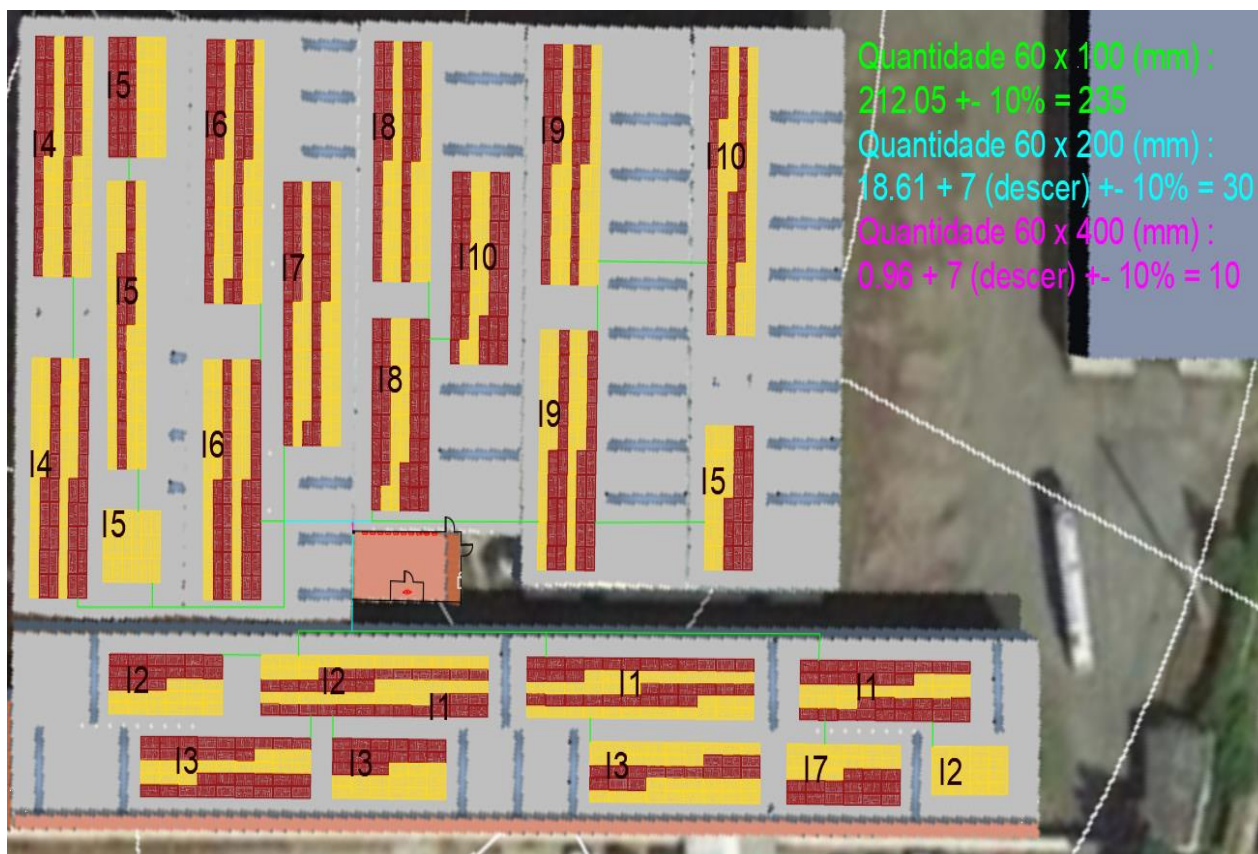 Quantidade 60 x 100 (mm) :
212.05 +- 10% = 235
Quantidade 60 x 200 (mm) :
18.61 + 7 (descer) +- 10% = 30
Quantidade 60 x 400 (mm) :
0.96 + 7 (descer) +- 10% = 10
I5
I4
I6
I8
I9
I10
I5
I7
I10
I8
I4
I6
I9
I5
I5
I2
I2
I1
I1
I1
I3
I3
I3
I7
I2